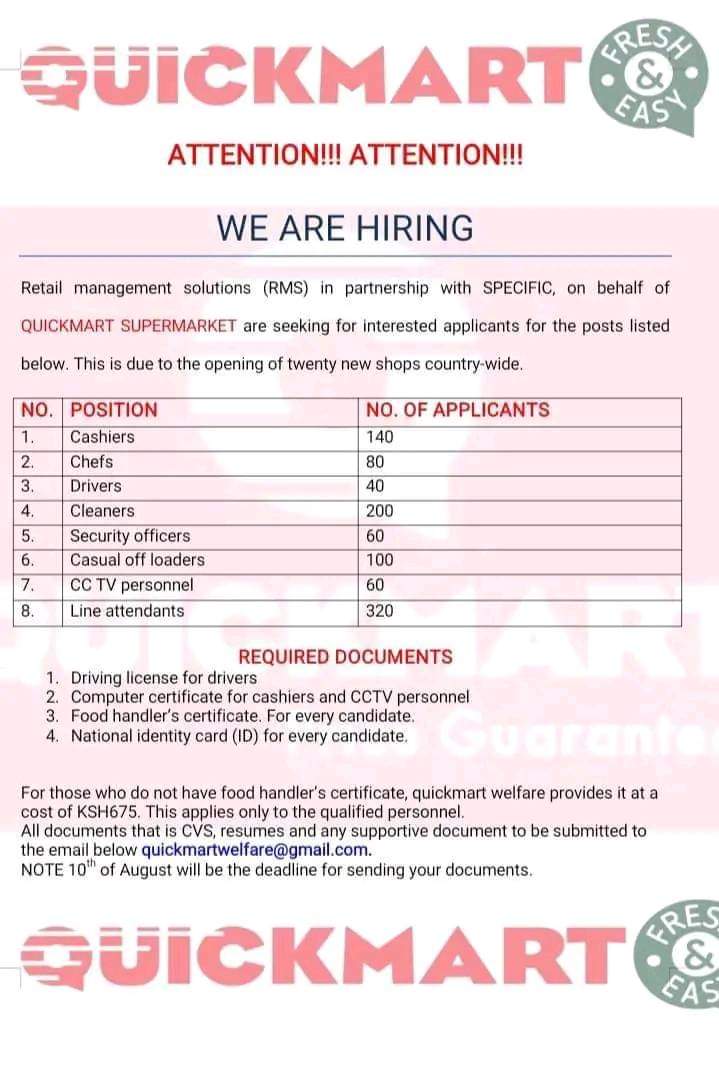 QUICKMART FRESH & EASY
ATTENTION!!! ATTENTION!!!
WE ARE HIRING
Retail management solutions (RMS) in partnership with SPECIFIC, on behalf of
QUICKMART SUPERMARKET are seeking for interested applicants for the posts listed
below. This is due to the opening of twenty new shops country-wide.
NO. POSITION NO. OF APPLICANTS
1. Cashiers 140
2. Chefs 80
3. Drivers 40
4. Cleaners 200
5. Security officers 60
6. Casual off loaders 100
7. CC TV personnel 60
8. Line attendants 320
REQUIRED DOCUMENTS
1. Driving license for drivers
2. Computer certificate for cashiers and CCTV personnel
3. Food handler's certificate. For every candidate.
4. National identity card (ID) for every candidate.
For those who do not have food handler's certificate, quickmart welfare provides it at a
cost of KSH675. This applies only to the qualified personnel.
All documents that is CVS, resumes and any supportive document to be submitted to
the email below quickmartwelfare@gmail.com.
NOTE 10th of August will be the deadline for sending your documents.
QUICKMART FRES & EAS